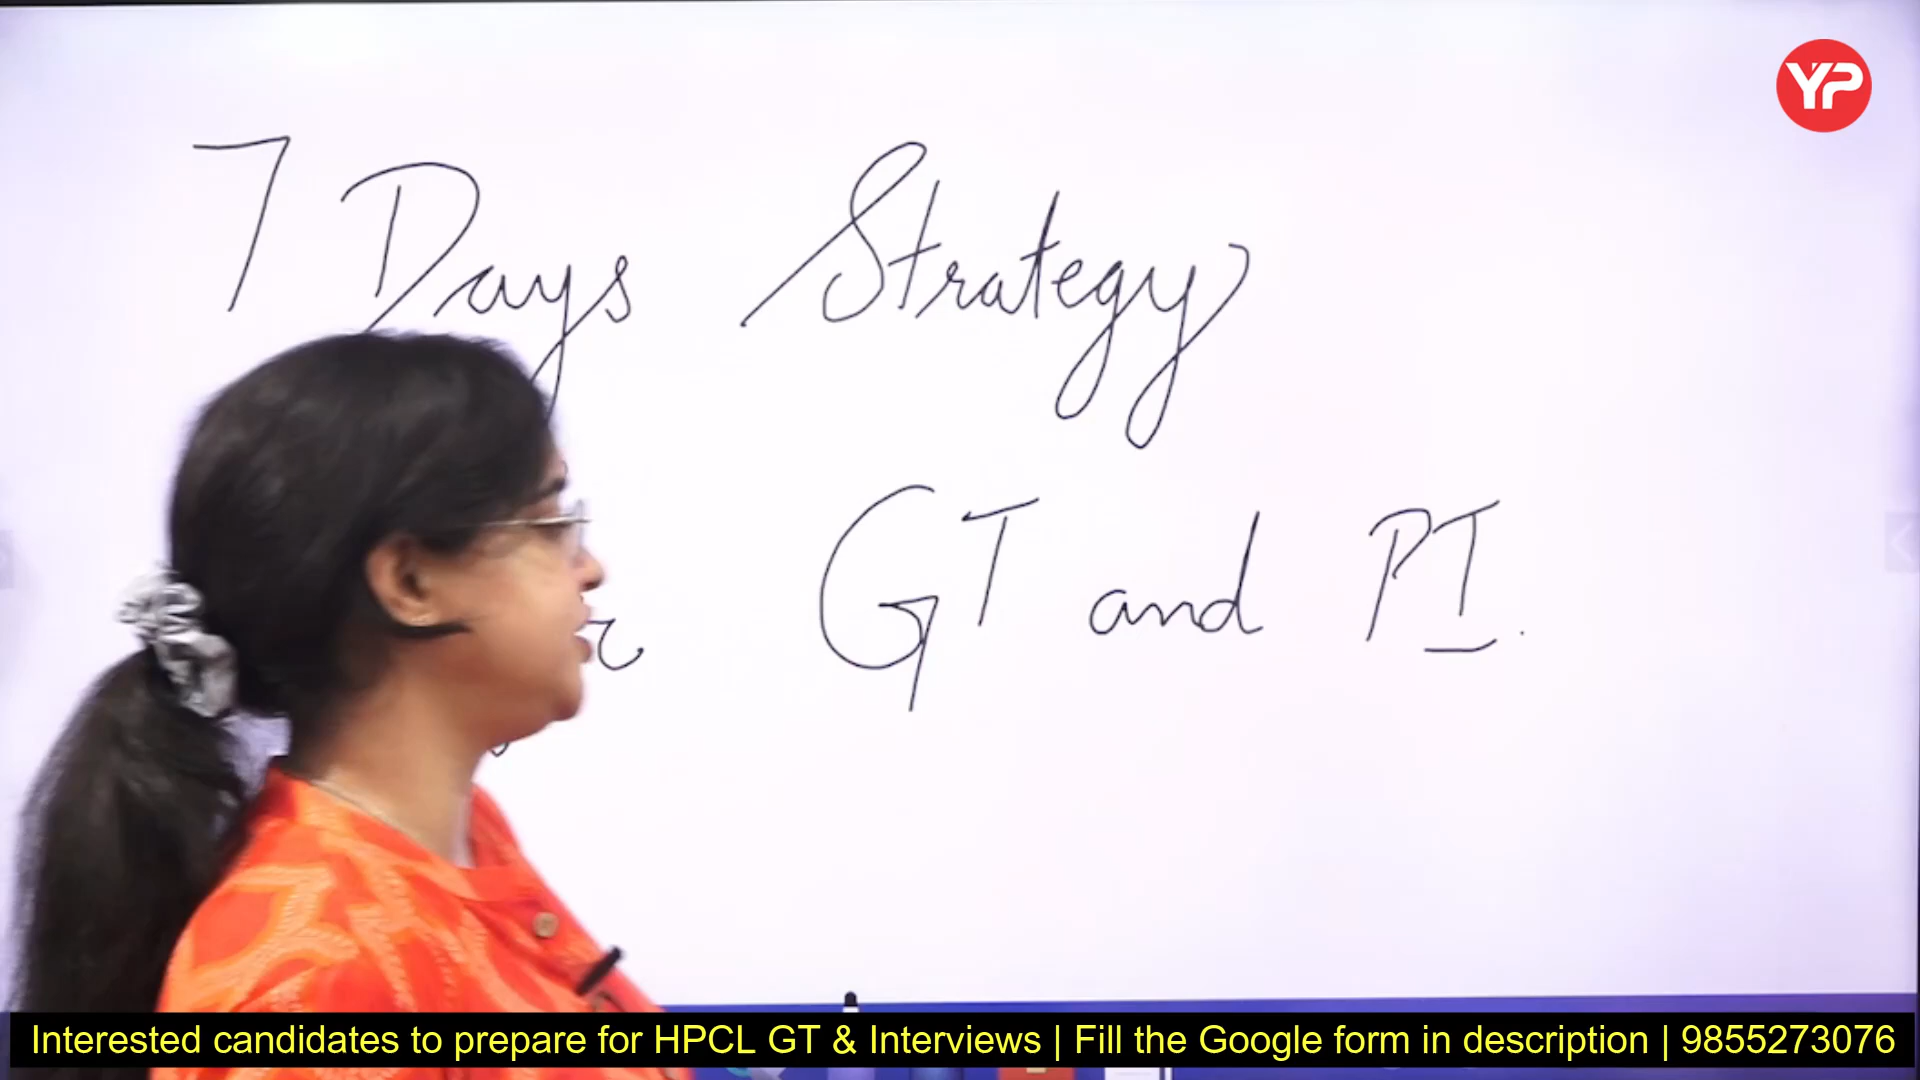 YP
7 Days Strategy
GT and PI.
Interested candidates to prepare for HPCL GT & Interviews | Fill the Google form in description | 9855273076